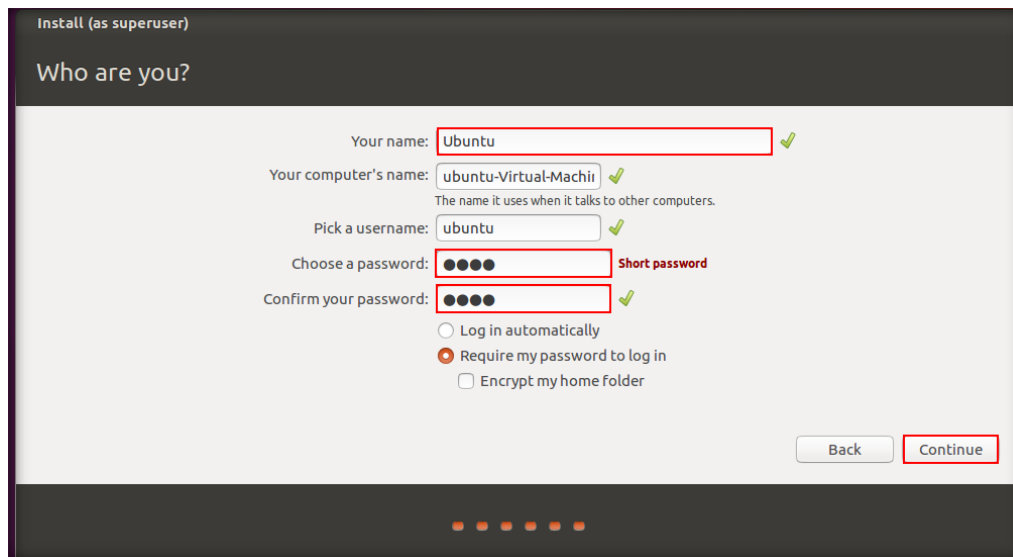 Install (as superuser)
Who are you?
Your name: Ubuntu
Your computer's name: ubuntu-Virtual-Machi
The name it uses when it talks to other computers.
Pick a username: ubuntu
Choose a password: ●●●● Short password
Confirm your password: ●●●●
Log in automatically
Require my password to log in
Encrypt my home folder
Back Continue